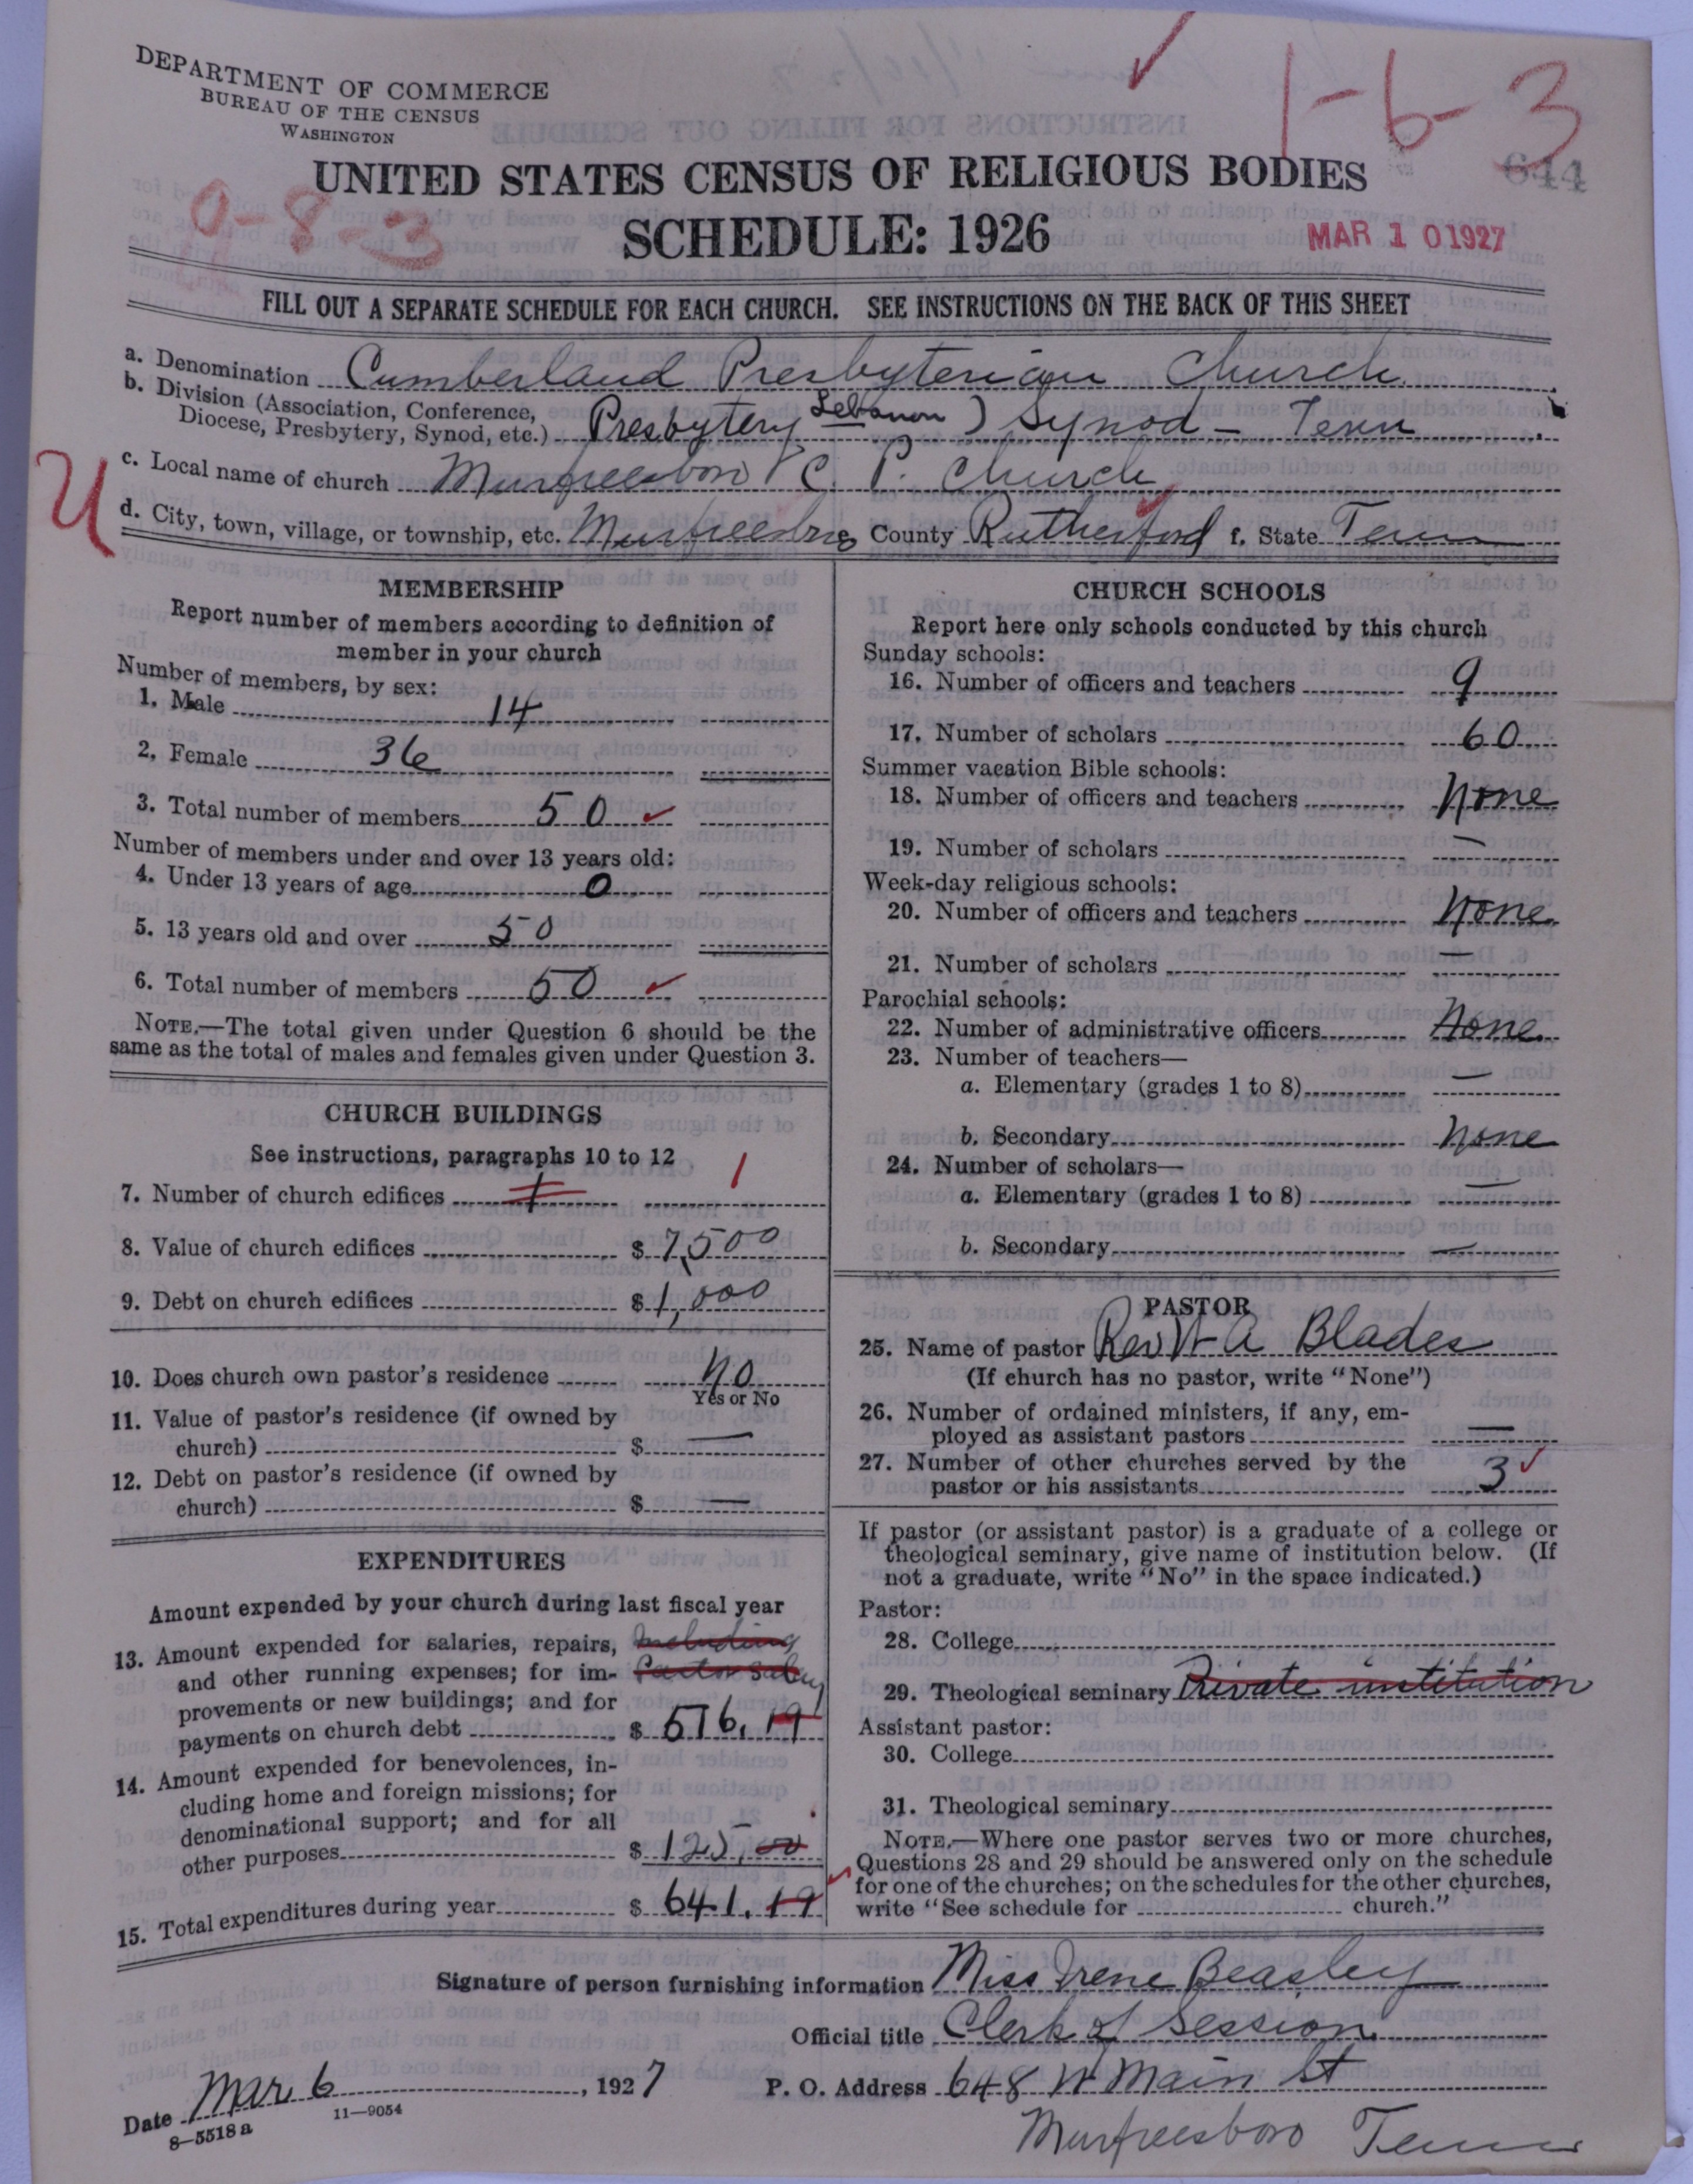 DEPARTMENT OF COMMERCE
BUREAU OF THE CENSUS
WASHINGTON
1-6-3
644
UNITED STATES CENSUS OF RELIGIOUS BODIES
0-8-3
SCHEDULE: 1926
MAR 10 1927
FILL OUT A SEPARATE SCHEDULE FOR EACH CHURCH. SEE INSTRUCTIONS ON THE BACK OF THIS SHEET
a. Denomination Cumberland Presbyterian Church
b. Division (Association, Conference, Diocese, Presbytery, Synod, etc.) Presbytery Lebanon ) Synod - Tenn
U
c. Local name of church Murfreesboro C. P. Church
d. City, town, village, or township, etc. Murfreesboro County Rutherford f. State Tenn
MEMBERSHIP
Report number of members according to definition of
member in your church
Number of members, by sex:
1. Male 14
2. Female 36
3. Total number of members 50 ✓
Number of members under and over 13 years old:
4. Under 13 years of age 0
5. 13 years old and over 50
6. Total number of members 50 ✓
NOTE.—The total given under Question 6 should be the
same as the total of males and females given under Question 3.
CHURCH BUILDINGS
See instructions, paragraphs 10 to 12
7. Number of church edifices 1 1
8. Value of church edifices $ 7,500
9. Debt on church edifices $ 1,000
10. Does church own pastor's residence No
Yes or No
11. Value of pastor's residence (if owned by
church) $ —
12. Debt on pastor's residence (if owned by
church) $ —
EXPENDITURES
Amount expended by your church during last fiscal year
13. Amount expended for salaries, repairs, Including
and other running expenses; for im- Pastor Salary
provements or new buildings; and for
payments on church debt $ 516.19
14. Amount expended for benevolences, in-
cluding home and foreign missions; for
denominational support; and for all
other purposes $ 125.00
15. Total expenditures during year $ 641.19
CHURCH SCHOOLS
Report here only schools conducted by this church
Sunday schools:
16. Number of officers and teachers 9
17. Number of scholars 60
Summer vacation Bible schools:
18. Number of officers and teachers None
19. Number of scholars —
Week-day religious schools:
20. Number of officers and teachers None
21. Number of scholars —
Parochial schools:
22. Number of administrative officers None
23. Number of teachers—
a. Elementary (grades 1 to 8) —
b. Secondary None
24. Number of scholars—
a. Elementary (grades 1 to 8) —
b. Secondary —
PASTOR
25. Name of pastor Rev A Blades
(If church has no pastor, write "None")
26. Number of ordained ministers, if any, em-
ployed as assistant pastors —
27. Number of other churches served by the
pastor or his assistants 3 ✓
If pastor (or assistant pastor) is a graduate of a college or
theological seminary, give name of institution below. (If
not a graduate, write "No" in the space indicated.)
Pastor:
28. College
29. Theological seminary Private institution
Assistant pastor:
30. College
31. Theological seminary
NOTE.—Where one pastor serves two or more churches,
Questions 28 and 29 should be answered only on the schedule
for one of the churches; on the schedules for the other churches,
write "See schedule for church."
Signature of person furnishing information Miss Irene Beasley
Official title Clerk of Session
Date Mar. 6, 1927 P. O. Address 648 W Main St
11—9054
8—5518 a
Murfreesboro Tenn